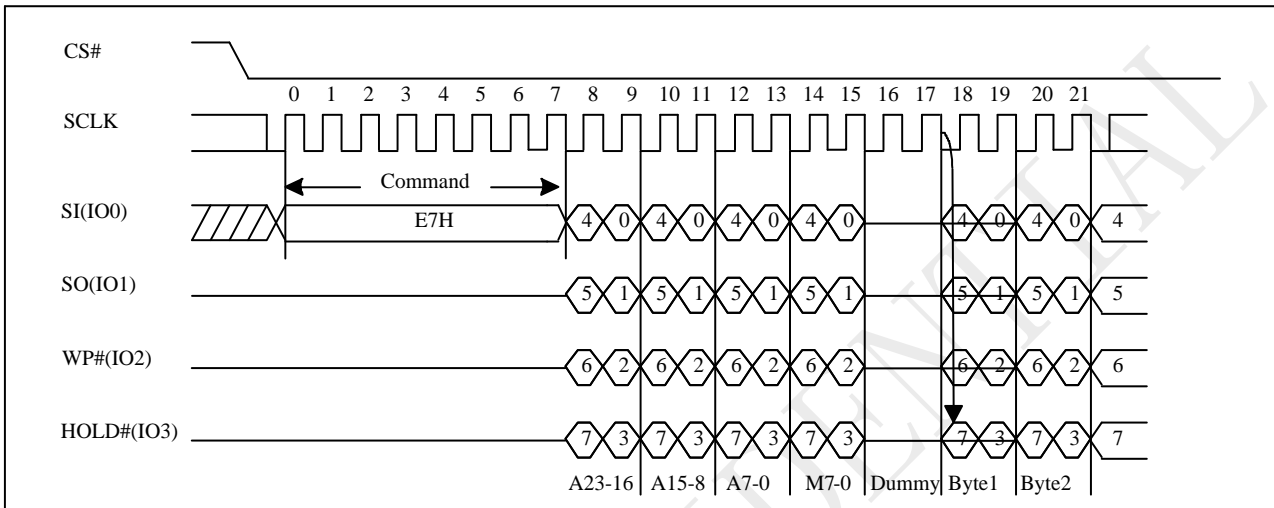 CS#
0 1 2 3 4 5 6 7 8 9 10 11 12 13 14 15 16 17 18 19 20 21
SCLK
Command
SI(IO0)
E7H
4 0 4 0 4 0 4 0 4 0 4 0 4
SO(IO1)
5 1 5 1 5 1 5 1 5 1 5 1 5
WP#(IO2)
6 2 6 2 6 2 6 2 6 2 6 2 6
HOLD#(IO3)
7 3 7 3 7 3 7 3 7 3 7 3 7
A23-16 A15-8 A7-0 M7-0 Dummy Byte1 Byte2
DENTIAL